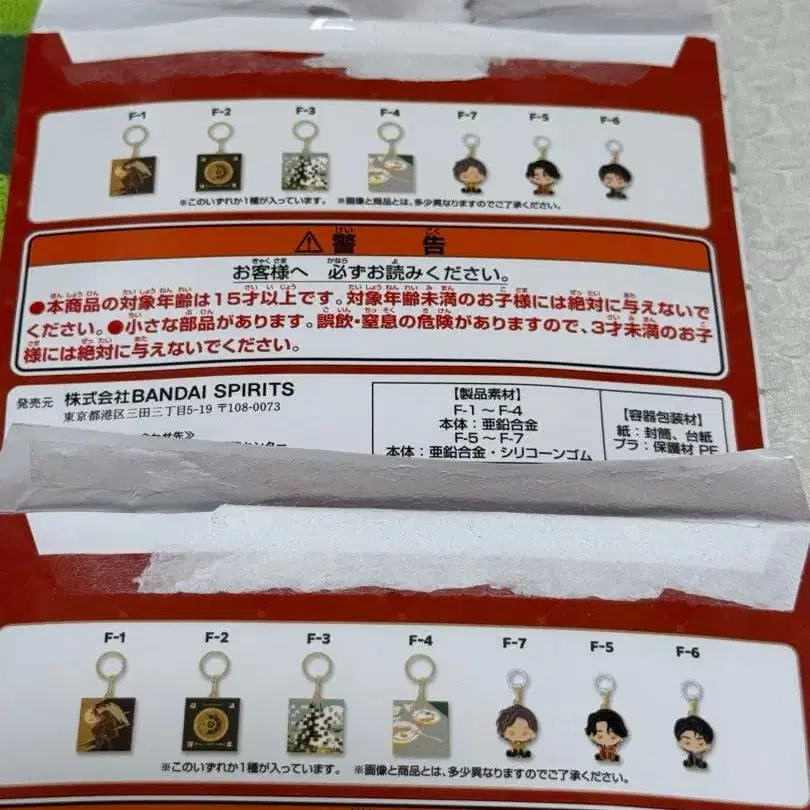 F-1 F-2 F-3 F-4 F-7 F-5 F-6
※このいずれか1種が入っています。 ※画像と商品とは、多少異なりますのでご了承ください。
⚠警告
お客様へ 必ずお読みください。
●本商品の対象年齢は15才以上です。対象年齢未満のお子様には絶対に与えないで
ください。●小さな部品があります。誤飲・窒息の危険がありますので、3才未満のお子
様には絶対に与えないでください。
発売元 株式会社BANDAI SPIRITS
東京都港区三田三丁目5-19 〒108-0073
【製品素材】
F-1～F-4
本体：亜鉛合金
F-5～F-7
本体：亜鉛合金・シリコーンゴム
【容器包装材】
紙：封筒、台紙
プラ：保護材 PE
F-1 F-2 F-3 F-4 F-7 F-5 F-6
※このいずれか1種が入っています。 ※画像と商品とは、多少異なりますのでご了承ください。